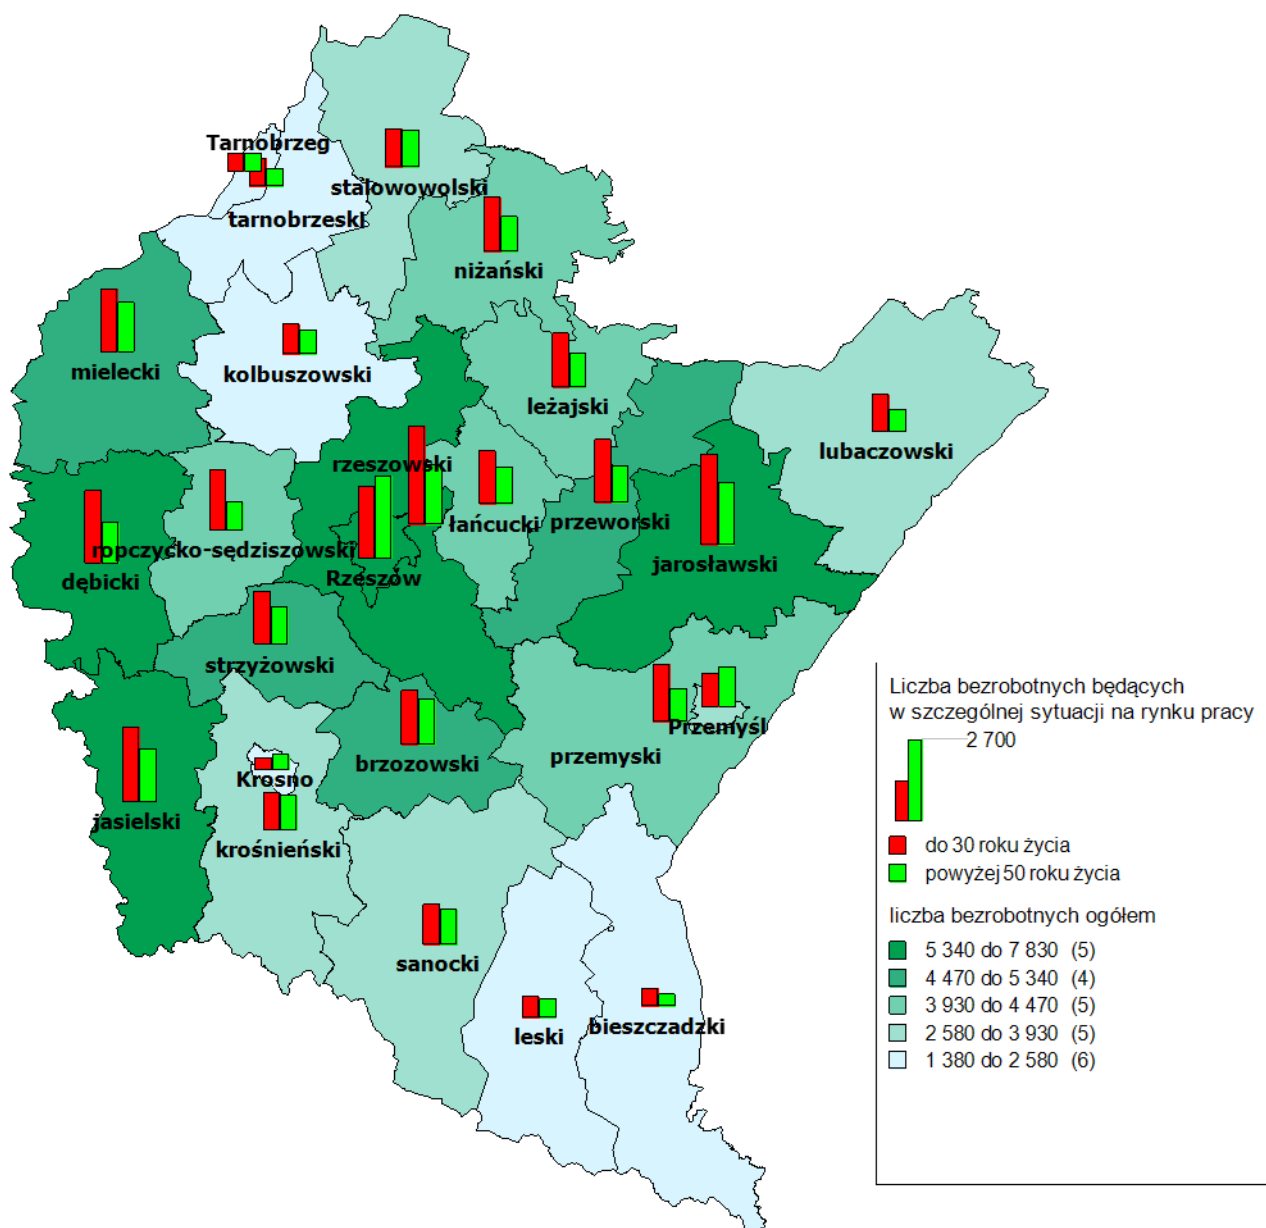 Tarnobrzeg
stalowowolski
tarnobrzeski
niżański
mielecki
kolbuszowski
leżajski
lubaczowski
rzeszowski
łańcucki
przeworski
ropczycko-sędziszowski
jarosławski
dębicki
Rzeszów
strzyżowski
Przemyśl
przemyski
brzozowski
Krosno
jasielski
krośnieński
sanocki
leski
bieszczadzki
Liczba bezrobotnych będących
w szczególnej sytuacji na rynku pracy
2 700
do 30 roku życia
powyżej 50 roku życia
liczba bezrobotnych ogółem
5 340 do 7 830 (5)
4 470 do 5 340 (4)
3 930 do 4 470 (5)
2 580 do 3 930 (5)
1 380 do 2 580 (6)